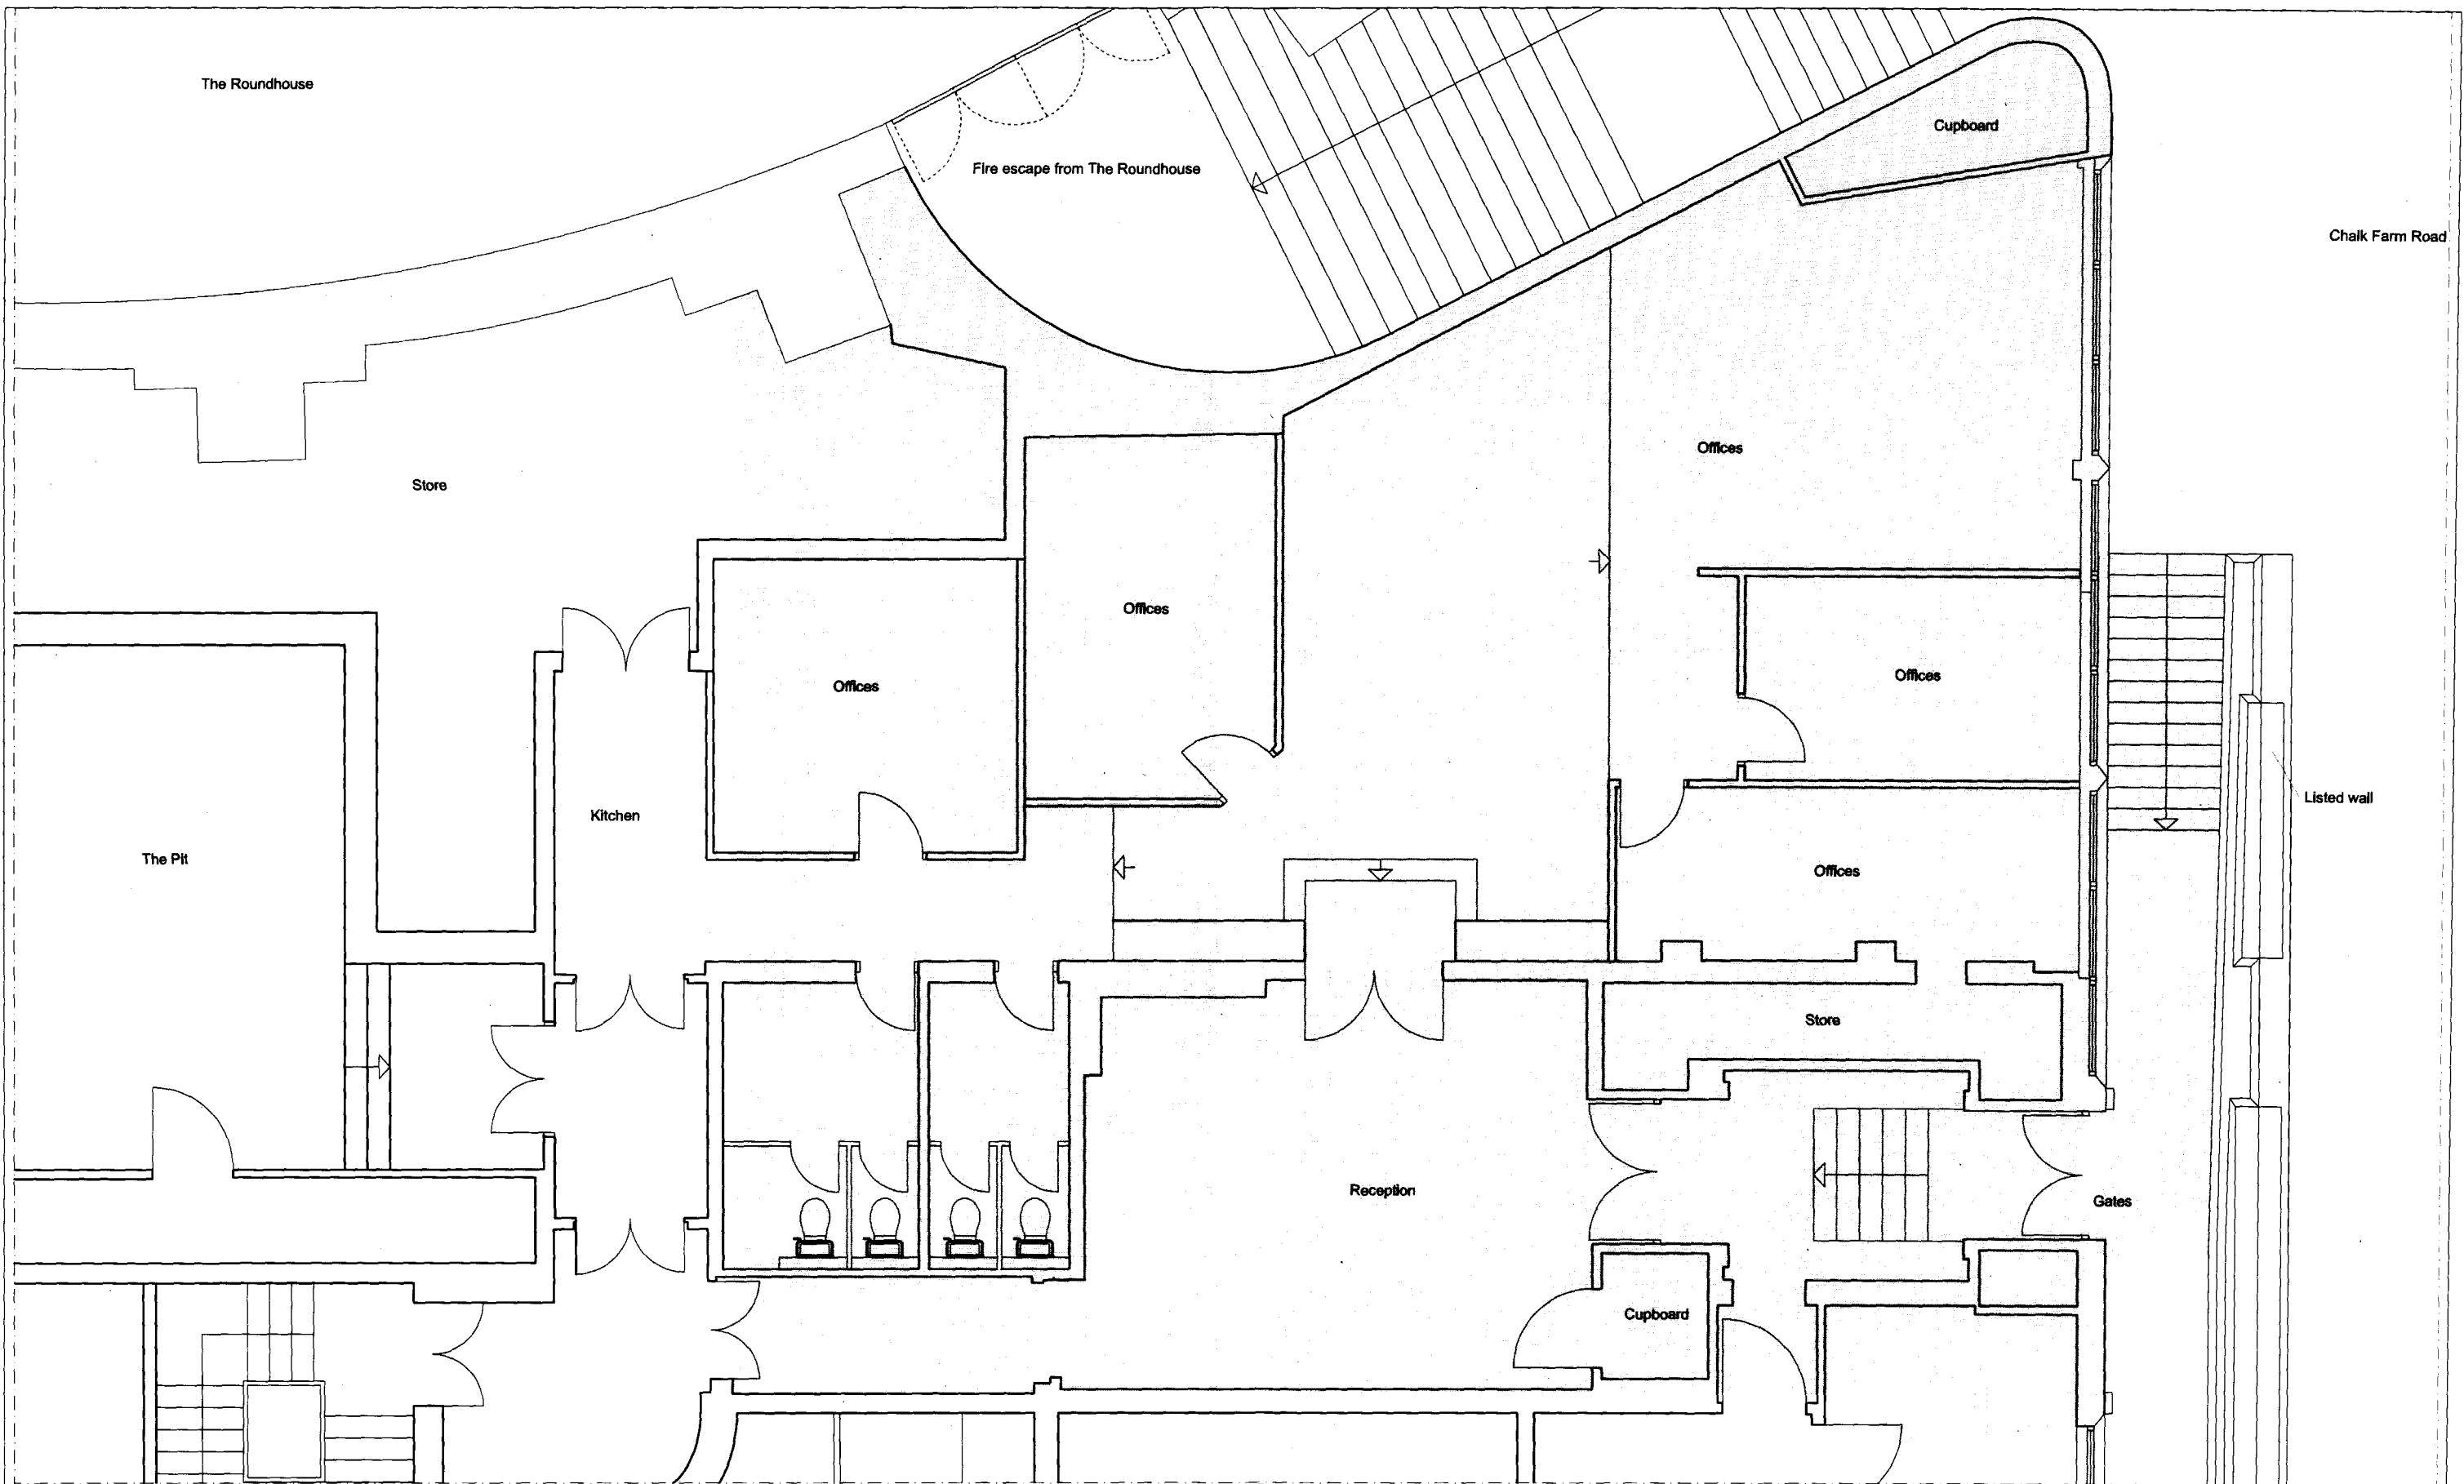 The Roundhouse
Cupboard
Fire escape from The Roundhouse
Chalk Farm Road
Offices
Store
Offices
Offices
Offices
Listed wall
Kitchen
The Pit
Offices
Store
Reception
Gates
Cupboard